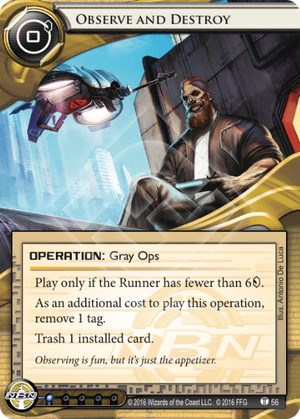 OBSERVE AND DESTROY
0
OPERATION: Gray Ops
Play only if the Runner has fewer than 6.
As an additional cost to play this operation,
remove 1 tag.
Trash 1 installed card.
Observing is fun, but it's just the appetizer.
Illus. Antonio De Luca
NBN
NBN
© 2016 Wizards of the Coast LLC. © 2016 FFG 56